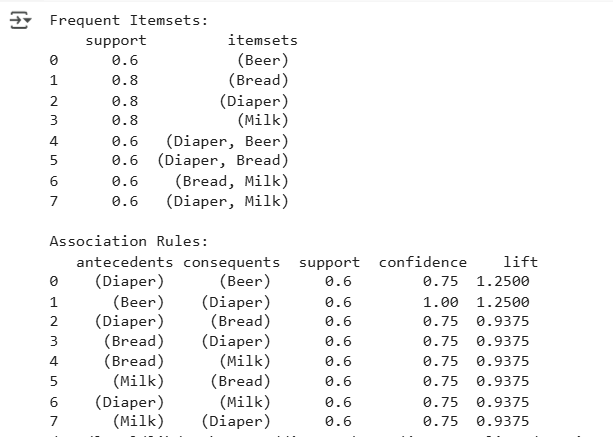 Frequent Itemsets:
support itemsets
0 0.6 (Beer)
1 0.8 (Bread)
2 0.8 (Diaper)
3 0.8 (Milk)
4 0.6 (Diaper, Beer)
5 0.6 (Diaper, Bread)
6 0.6 (Bread, Milk)
7 0.6 (Diaper, Milk)
Association Rules:
antecedents consequents support confidence lift
0 (Diaper) (Beer) 0.6 0.75 1.2500
1 (Beer) (Diaper) 0.6 1.00 1.2500
2 (Diaper) (Bread) 0.6 0.75 0.9375
3 (Bread) (Diaper) 0.6 0.75 0.9375
4 (Bread) (Milk) 0.6 0.75 0.9375
5 (Milk) (Bread) 0.6 0.75 0.9375
6 (Diaper) (Milk) 0.6 0.75 0.9375
7 (Milk) (Diaper) 0.6 0.75 0.9375